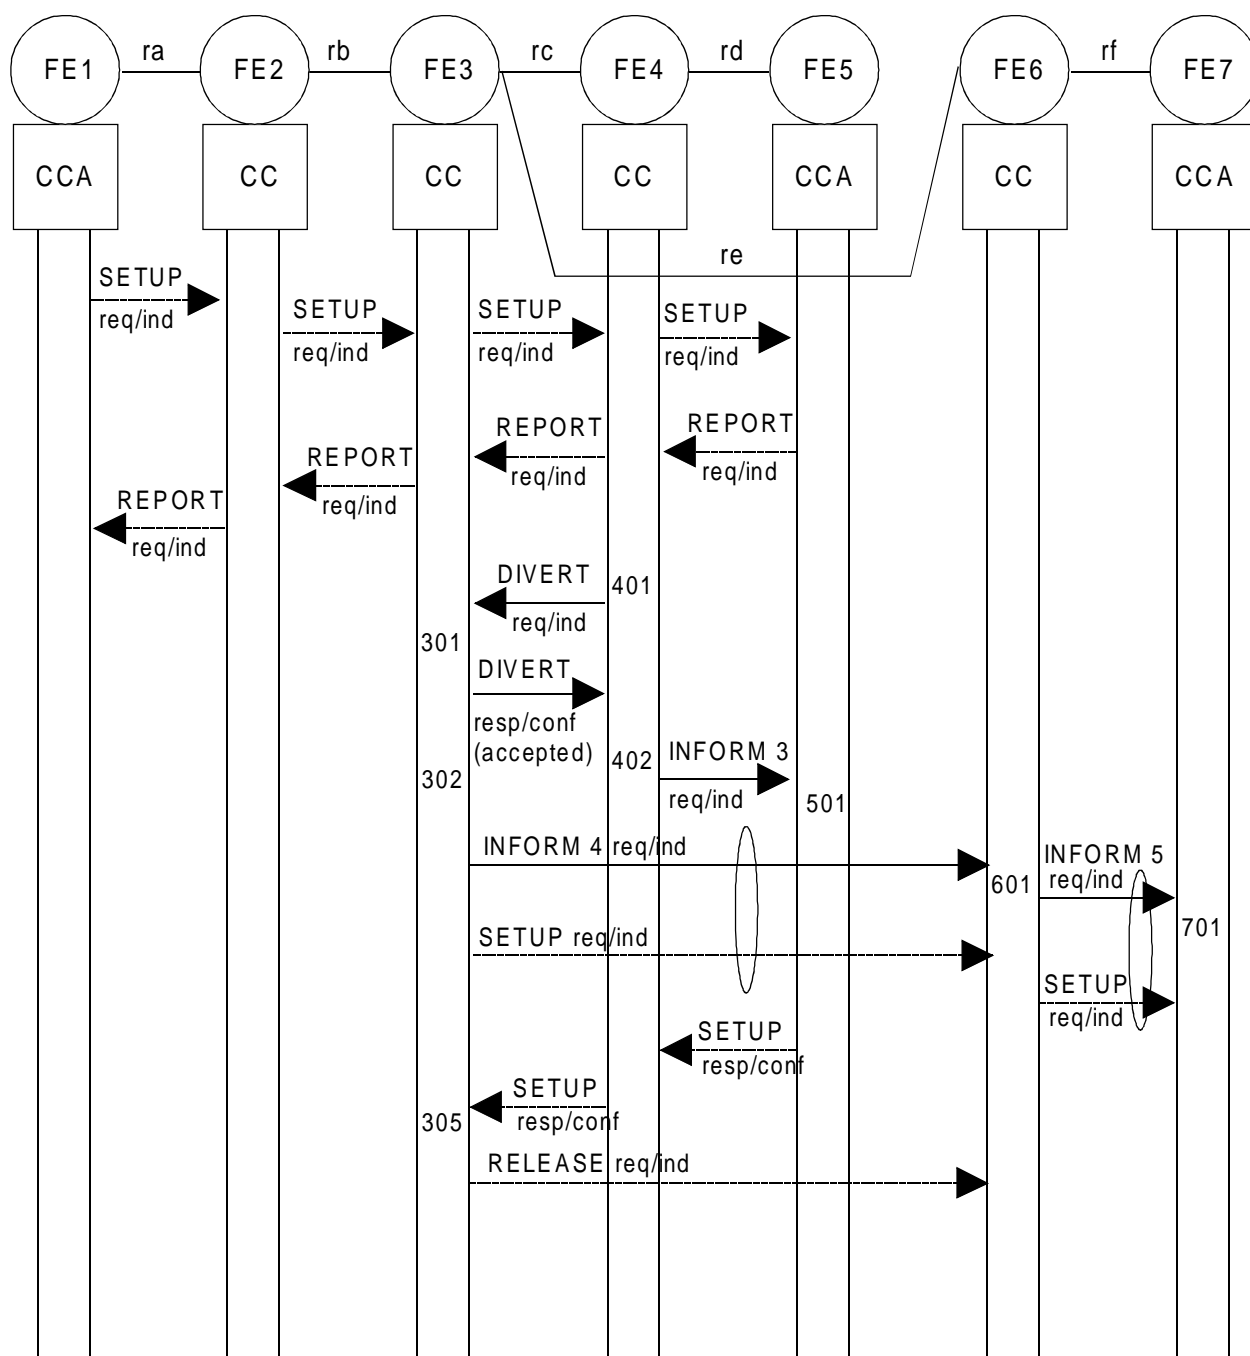 ra rb rc rd rf
FE1 FE2 FE3 FE4 FE5 FE6 FE7
CCA CC CC CC CCA CC CCA
re
SETUP
req/ind
SETUP
req/ind
SETUP
req/ind
SETUP
req/ind
REPORT
req/ind
REPORT
req/ind
REPORT
req/ind
REPORT
req/ind
DIVERT
req/ind
401
301
DIVERT
resp/conf
(accepted)
302
402
INFORM 3
req/ind
501
INFORM 4 req/ind
INFORM 5
req/ind
601
701
SETUP req/ind
SETUP
req/ind
SETUP
resp/conf
SETUP
resp/conf
305
RELEASE req/ind